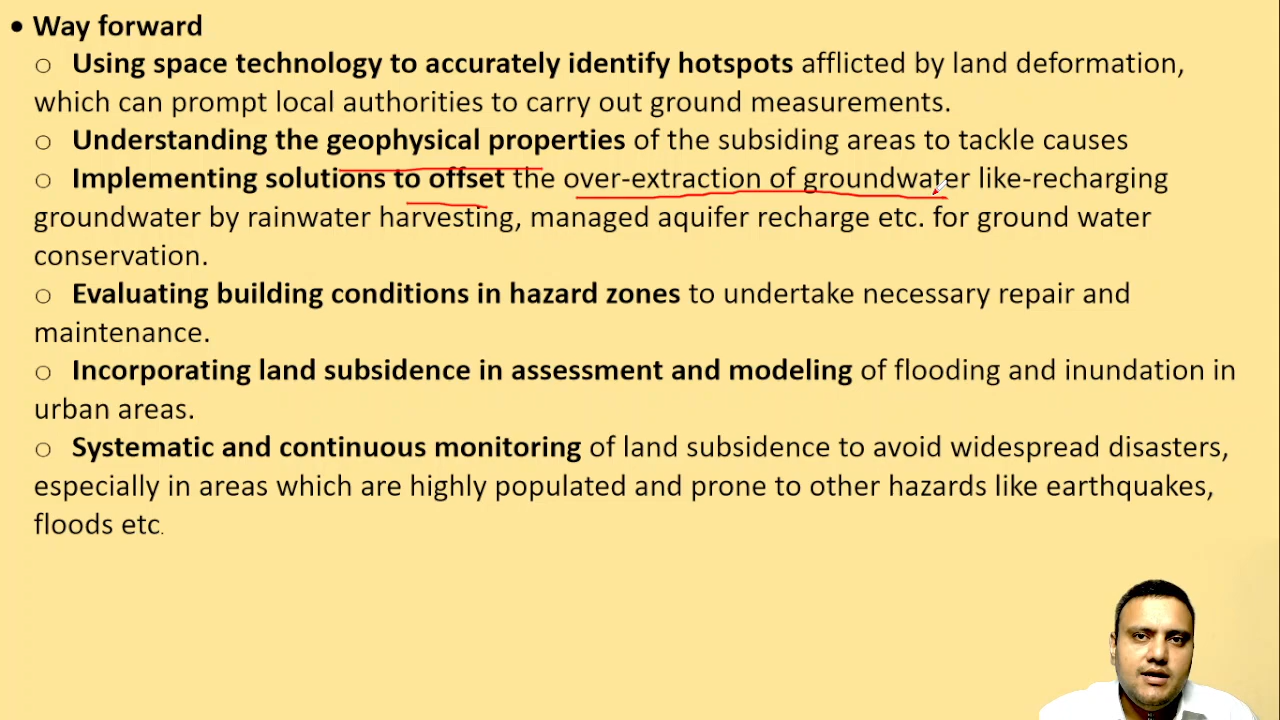 • Way forward
o Using space technology to accurately identify hotspots afflicted by land deformation,
which can prompt local authorities to carry out ground measurements.
o Understanding the geophysical properties of the subsiding areas to tackle causes
o Implementing solutions to offset the over-extraction of groundwater like-recharging
groundwater by rainwater harvesting, managed aquifer recharge etc. for ground water
conservation.
o Evaluating building conditions in hazard zones to undertake necessary repair and
maintenance.
o Incorporating land subsidence in assessment and modeling of flooding and inundation in
urban areas.
o Systematic and continuous monitoring of land subsidence to avoid widespread disasters,
especially in areas which are highly populated and prone to other hazards like earthquakes,
floods etc.